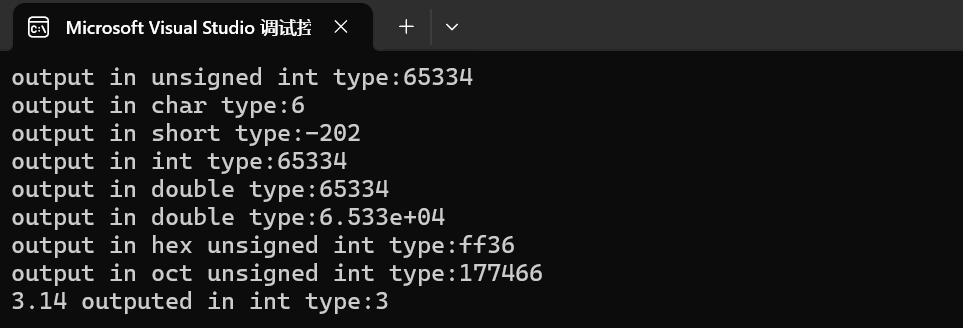 Microsoft Visual Studio 调试控
output in unsigned int type:65334
output in char type:6
output in short type:-202
output in int type:65334
output in double type:65334
output in double type:6.533e+04
output in hex unsigned int type:ff36
output in oct unsigned int type:177466
3.14 outputed in int type:3